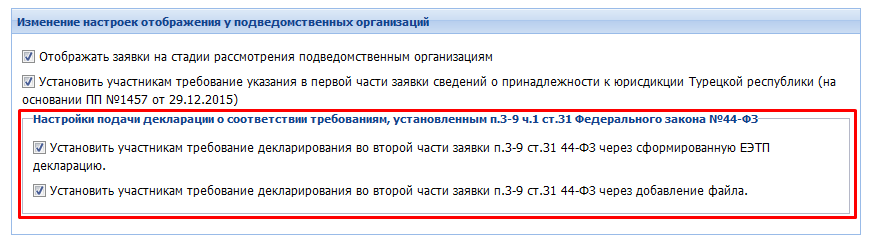 Изменение настроек отображения у подведомственных организаций
Отображать заявки на стадии рассмотрения подведомственным организациям
Установить участникам требование указания в первой части заявки сведений о принадлежности к юрисдикции Турецкой республики (на
основании ПП №1457 от 29.12.2015)
Настройки подачи декларации о соответствии требованиям, установленным п.3-9 ч.1 ст.31 Федерального закона №44-ФЗ
Установить участникам требование декларирования во второй части заявки п.3-9 ст.31 44-ФЗ через сформированную ЕЭТП
декларацию.
Установить участникам требование декларирования во второй части заявки п.3-9 ст.31 44-ФЗ через добавление файла.